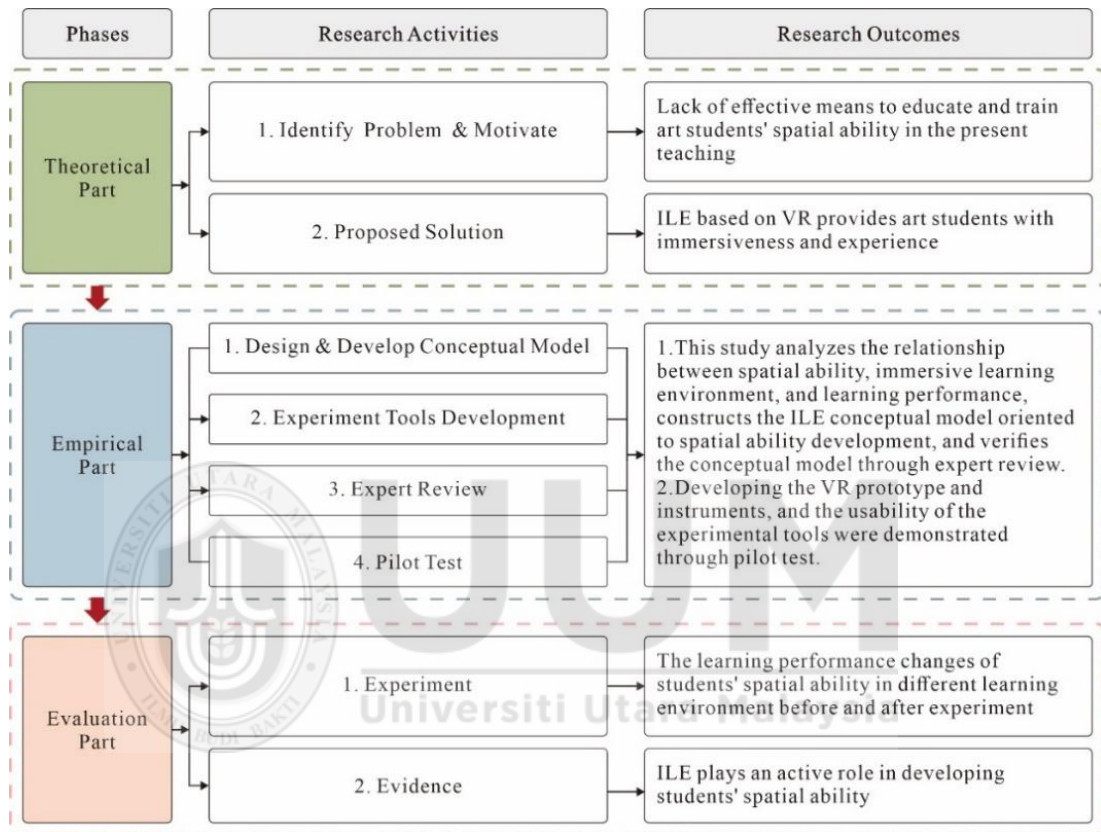 Phases
Research Activities
Research Outcomes
Theoretical
Part
1. Identify Problem & Motivate
Lack of effective means to educate and train
art students' spatial ability in the present
teaching
2. Proposed Solution
ILE based on VR provides art students with
immersiveness and experience
Empirical
Part
1. Design & Develop Conceptual Model
2. Experiment Tools Development
3. Expert Review
4. Pilot Test
1.This study analyzes the relationship
between spatial ability, immersive learning
environment, and learning performance,
constructs the ILE conceptual model oriented
to spatial ability development, and verifies
the conceptual model through expert review.
2.Developing the VR prototype and
instruments, and the usability of the
experimental tools were demonstrated
through pilot test.
Evaluation
Part
1. Experiment
The learning performance changes of
students' spatial ability in different learning
environment before and after experiment
2. Evidence
ILE plays an active role in developing
students' spatial ability
UUM
Universiti Utara Malaysia
UNIVERSITI UTARA MALAYSIA
ILMU BUDI BAKTI